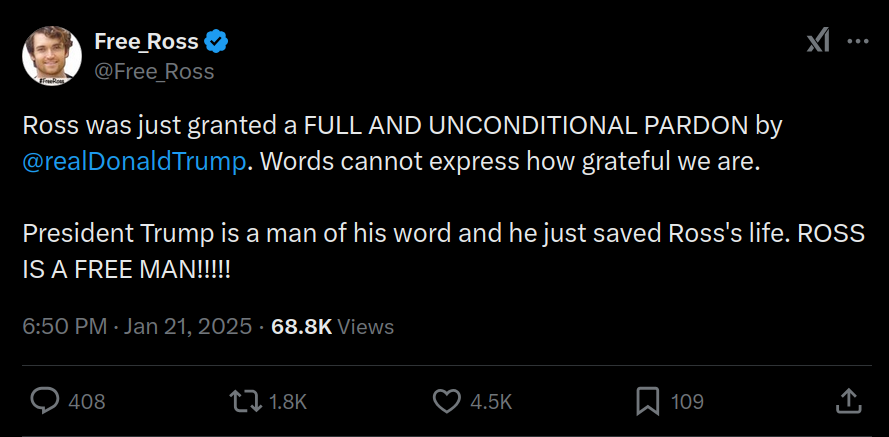 Free_Ross
@Free_Ross
Ross was just granted a FULL AND UNCONDITIONAL PARDON by
@realDonaldTrump. Words cannot express how grateful we are.
President Trump is a man of his word and he just saved Ross's life. ROSS
IS A FREE MAN!!!!!
6:50 PM · Jan 21, 2025 · 68.8K Views
408
1.8K
4.5K
109
#FreeRoss